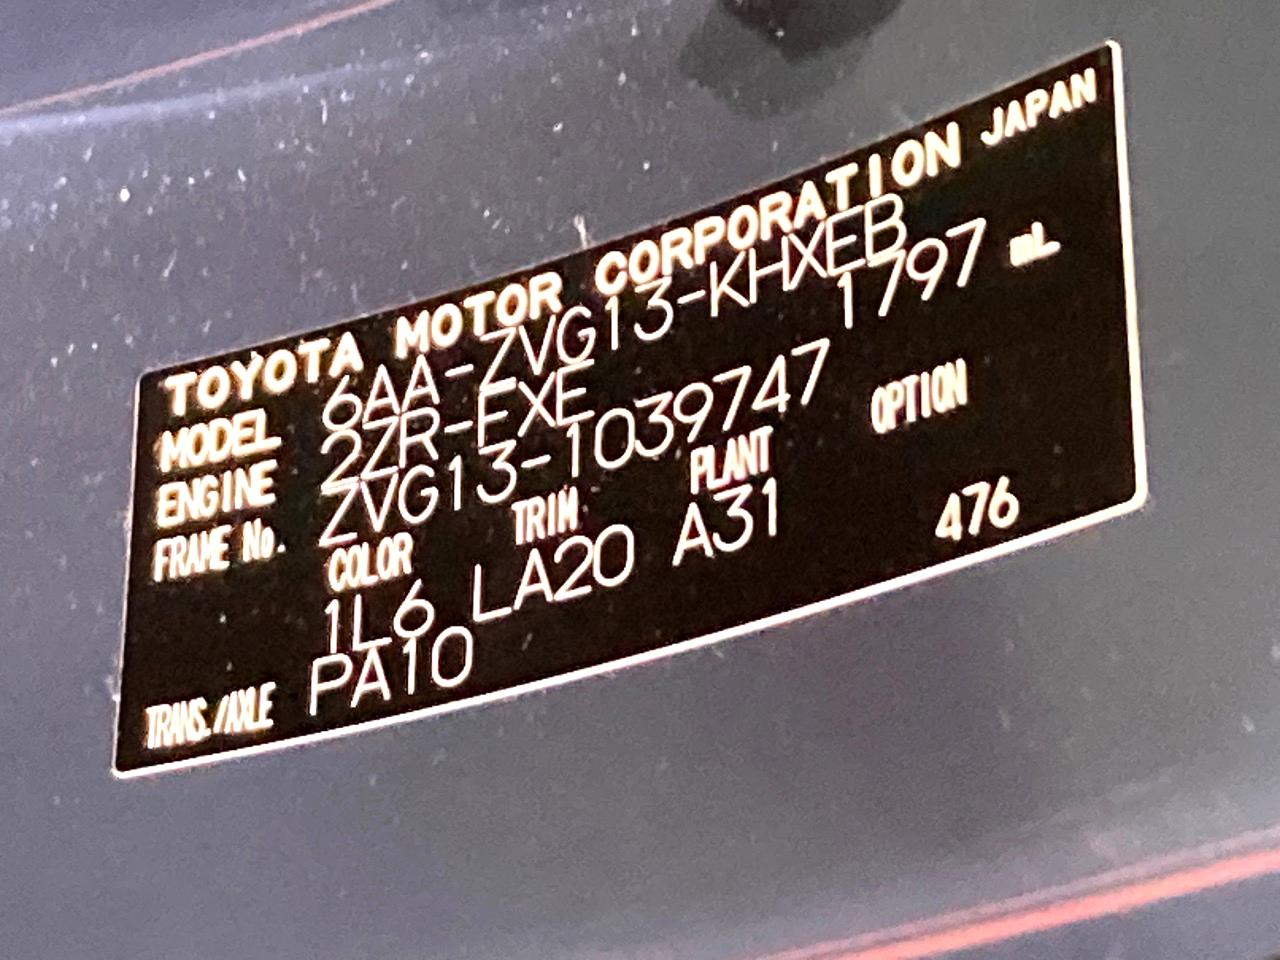 TOYOTA MOTOR CORPORATION JAPAN
MODEL 6AA-ZVG13-KHXEB
ENGINE 2ZR-EXE 1797 mL
FRAME No. ZVG13-1039747
COLOR TRIM PLANT OPTION
1L6 LA20 A31 476
TRANS./AXLE PA10